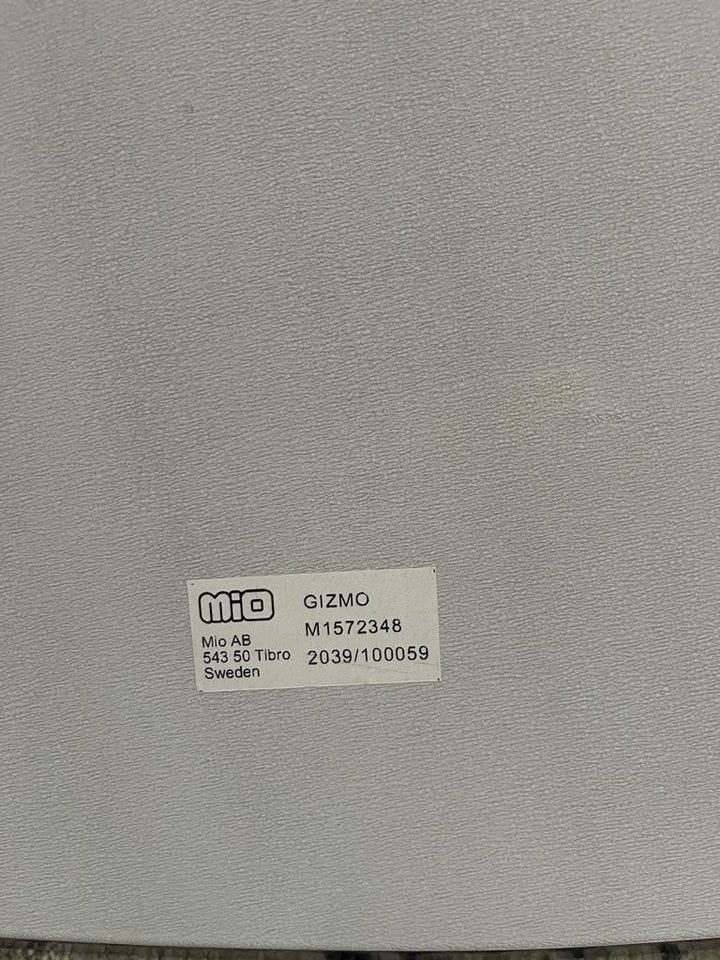 MiO
Mio AB
543 50 Tibro
Sweden
GIZMO
M1572348
2039/100059